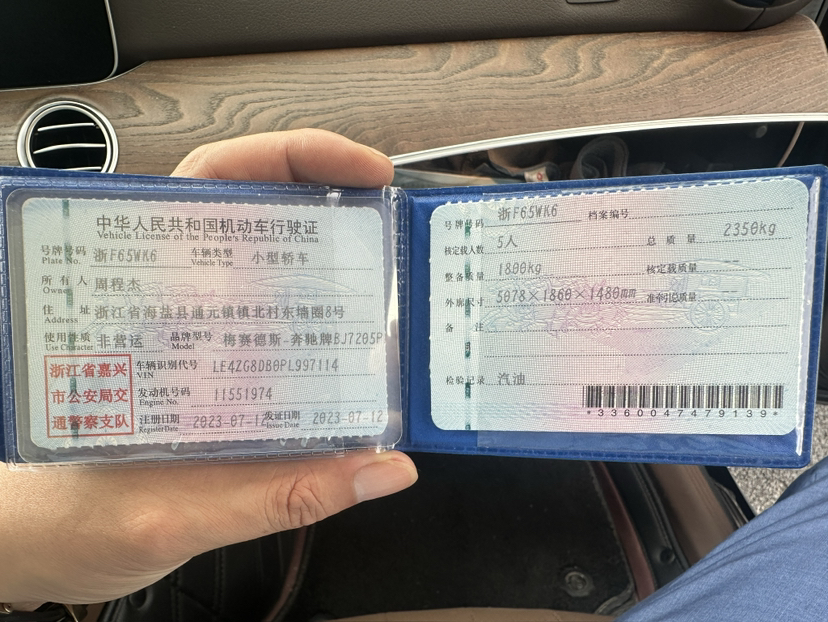 中华人民共和国机动车行驶证
Vehicle License of the People's Republic of China
号牌号码 浙F65WK6 车辆类型 小型轿车
Plate No. Vehicle Type
所有人 周程杰
Owner
住址 浙江省海盐县通元镇镇北村东墙圈8号
Address
使用性质 非营运 品牌型号 梅赛德斯-奔驰牌BJ7205P
Use Character Model
浙江省嘉兴
市公安局交
通警察支队
车辆识别代号 LE4ZG8DB0PL997114
VIN
发动机号码 11551974
Engine No.
注册日期 2023-07-12 发证日期 2023-07-12
Register Date Issue Date
号牌号码 浙F65WK6 档案编号
核定载人数 5人 总质量 2350kg
整备质量 1800kg 核定载质量 --
外廓尺寸 5078×1860×1480mm 准牵引总质量
备注
检验记录 汽油
*3360047479139*